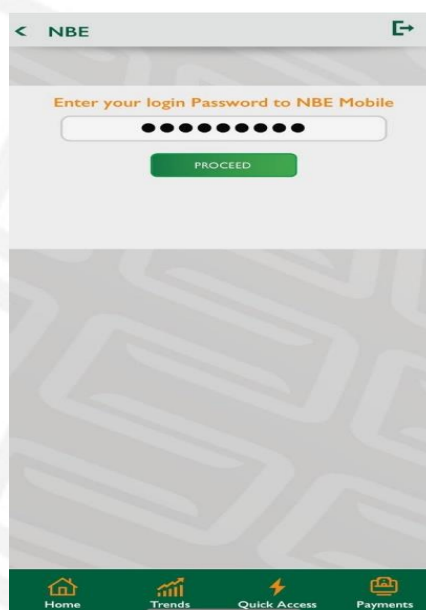 < NBE
Enter your login Password to NBE Mobile
●●●●●●●●●
PROCEED
Home Trends Quick Access Payments